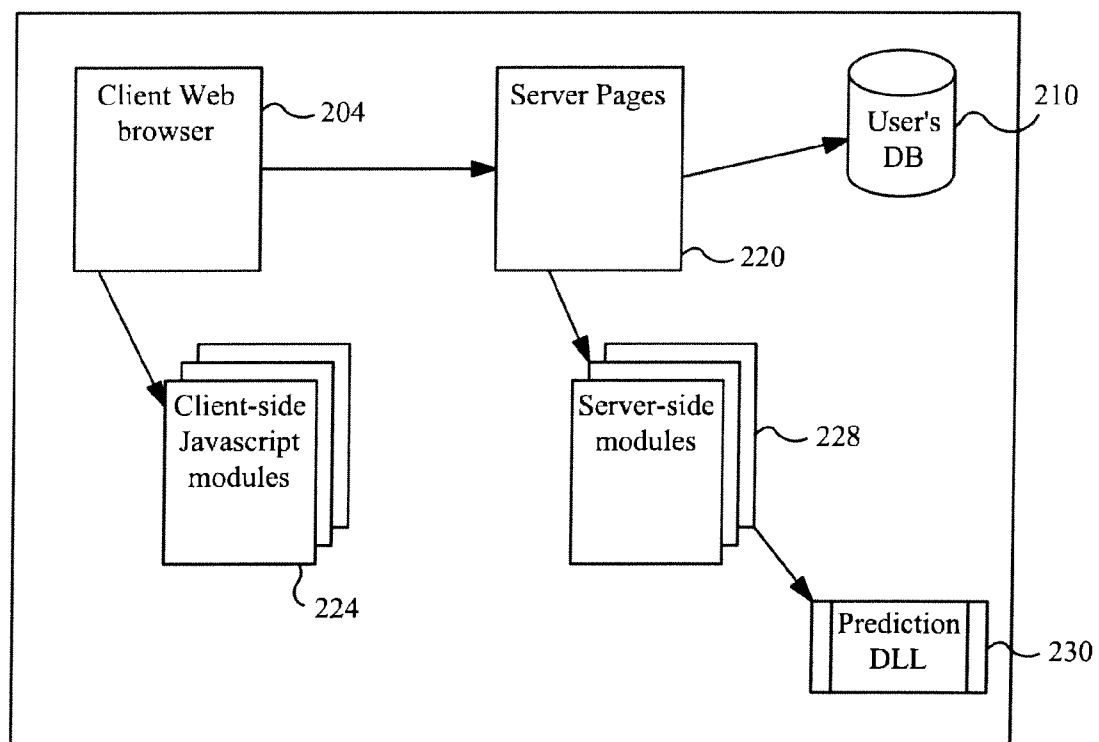 Client Web
browser
204
Server Pages
User's
DB
210
220
Client-side
Javascript
modules
224
Server-side
modules
228
Prediction
DLL
230